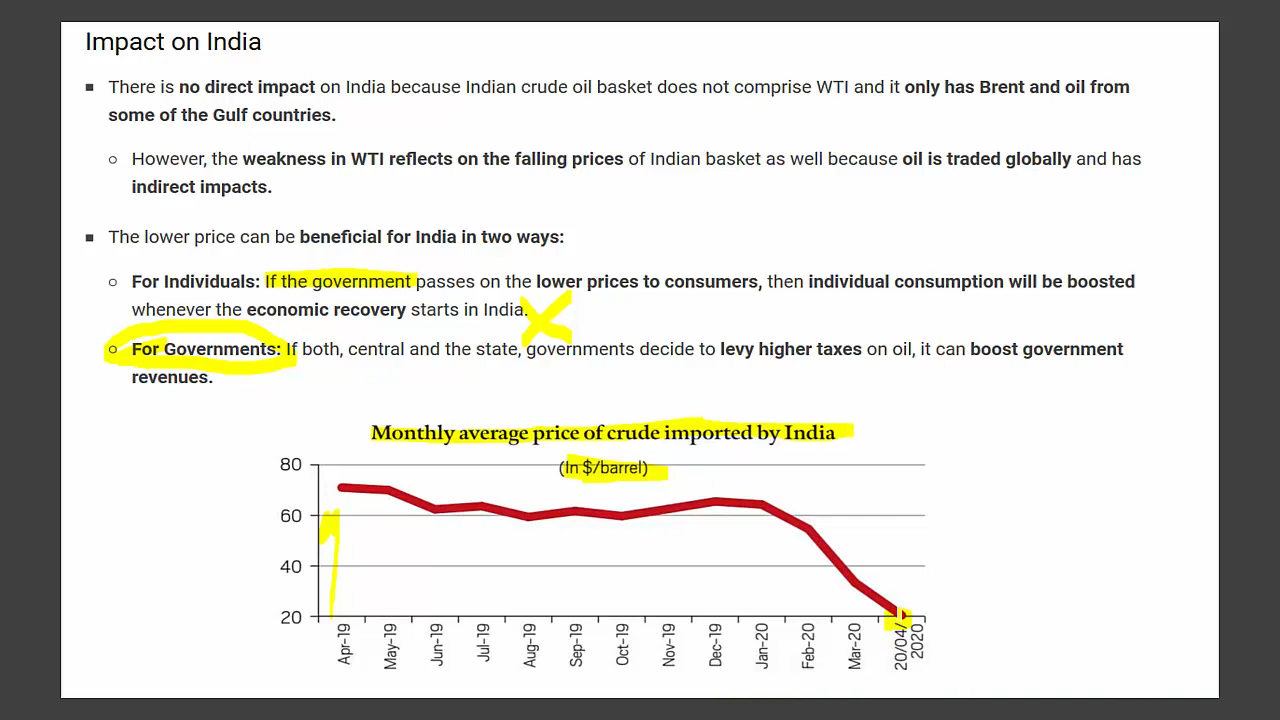 Impact on India
There is no direct impact on India because Indian crude oil basket does not comprise WTI and it only has Brent and oil from
some of the Gulf countries.
However, the weakness in WTI reflects on the falling prices of Indian basket as well because oil is traded globally and has
indirect impacts.
The lower price can be beneficial for India in two ways:
For Individuals: If the government passes on the lower prices to consumers, then individual consumption will be boosted
whenever the economic recovery starts in India.
For Governments: If both, central and the state, governments decide to levy higher taxes on oil, it can boost government
revenues.
Monthly average price of crude imported by India
(In $/barrel)
80
60
40
20
Apr-19
May-19
Jun-19
Jul-19
Aug-19
Sep-19
Oct-19
Nov-19
Dec-19
Jan-20
Feb-20
Mar-20
20/04/
2020